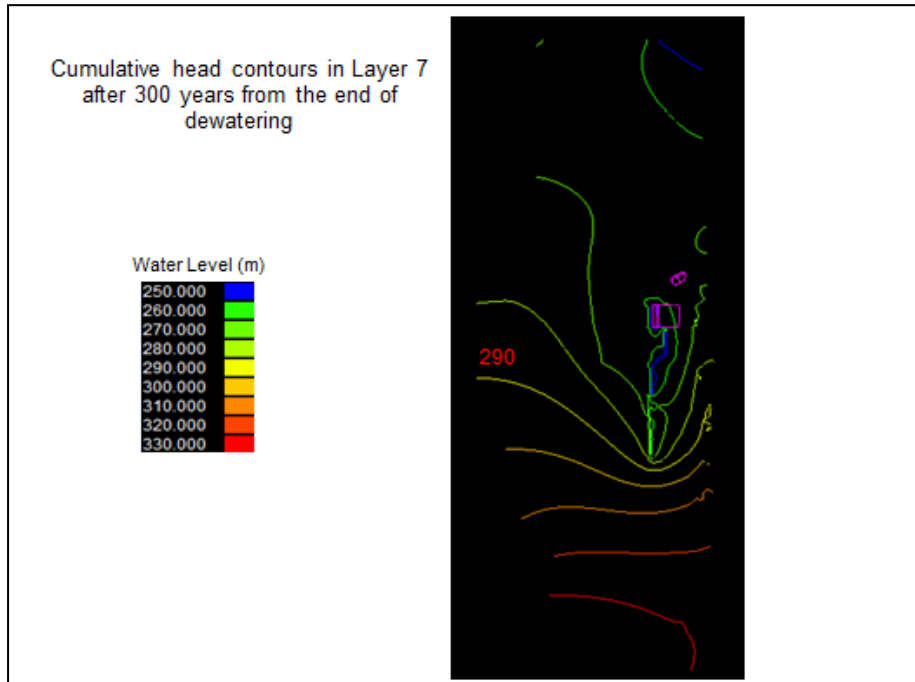 Cumulative head contours in Layer 7
after 300 years from the end of
dewatering
Water Level (m)
250.000
260.000
270.000
280.000
290.000
300.000
310.000
320.000
330.000
290